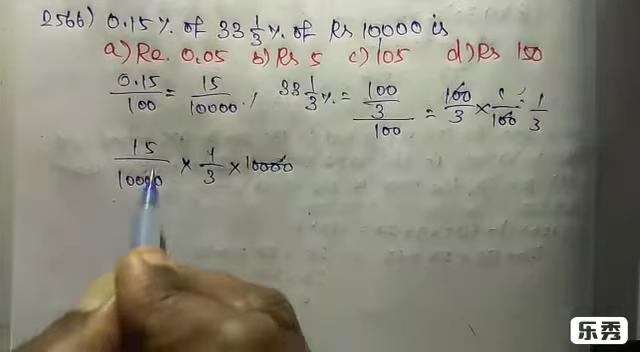 2566) 0.15 % of 33 1/3 % of Rs 10000 is
a) Re. 0.05 b) Rs 5 c) 105 d) Rs 150
0.15/100 = 15/10000 , 33 1/3 % = 100/3/100 = 100/3 × 1/100 = 1/3
15/10000 × 1/3 × 10000
乐秀